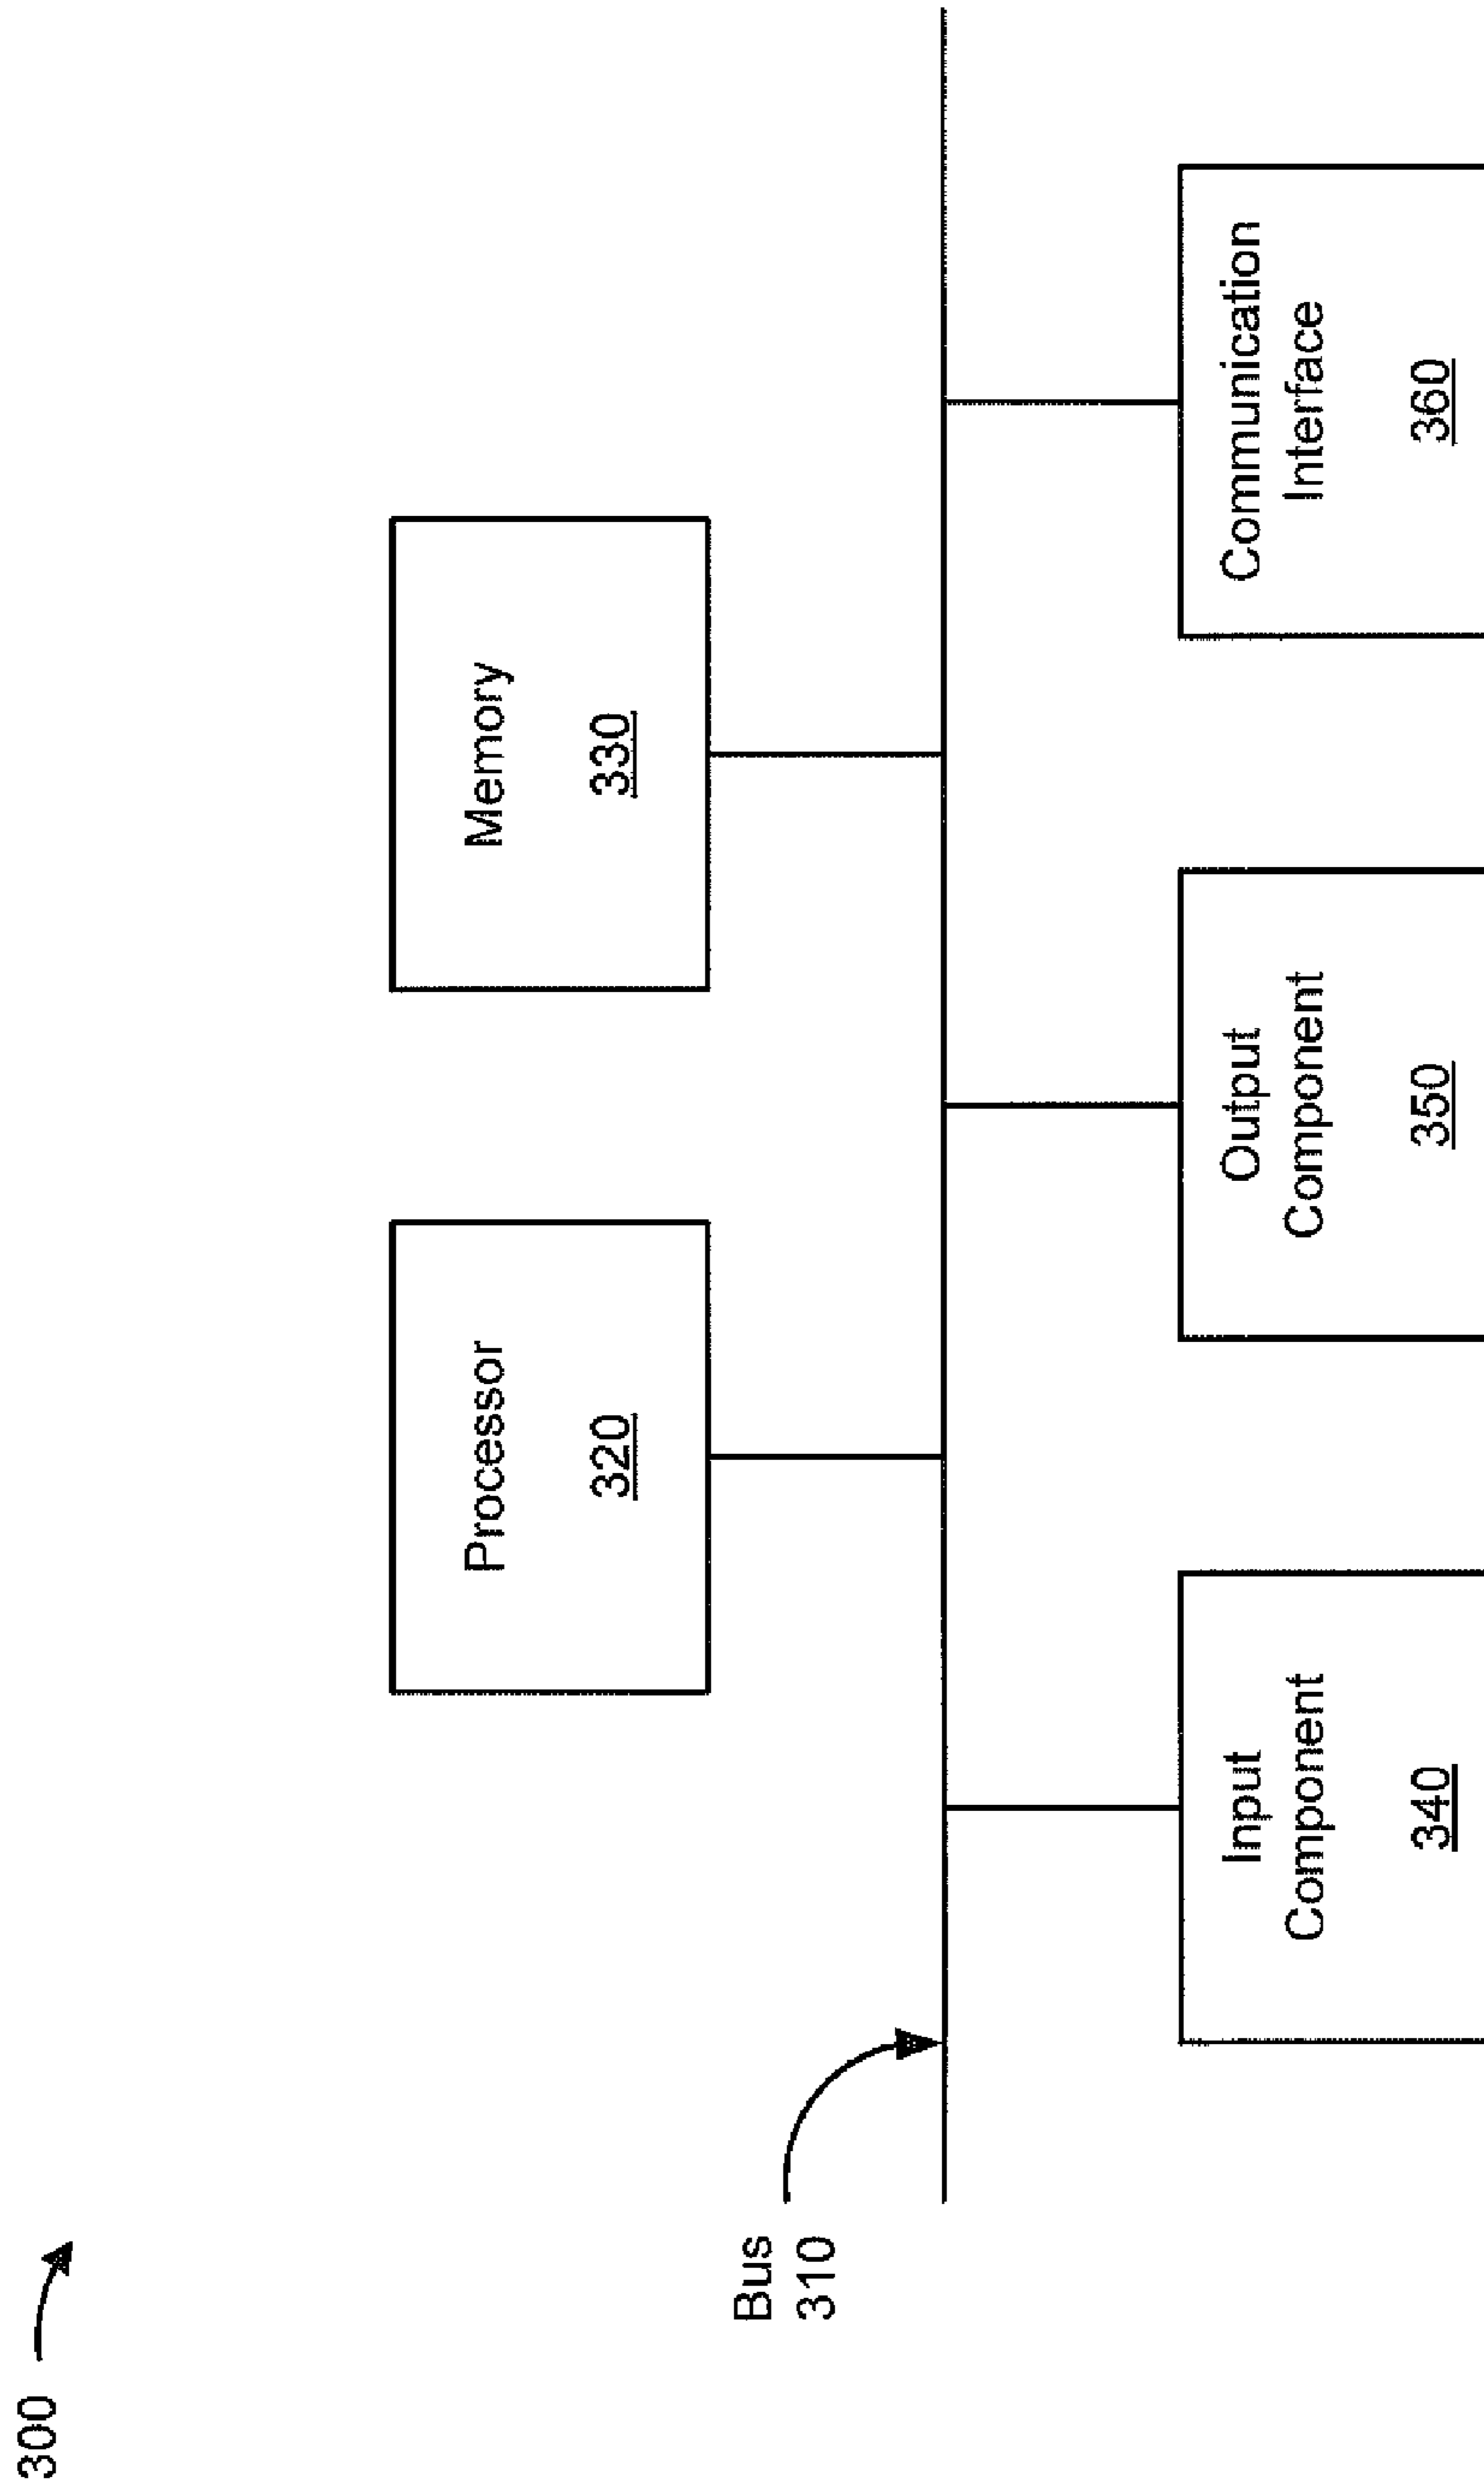 300
Bus
310
Processor
320
Memory
330
Input
Component
340
Output
Component
350
Communication
Interface
360